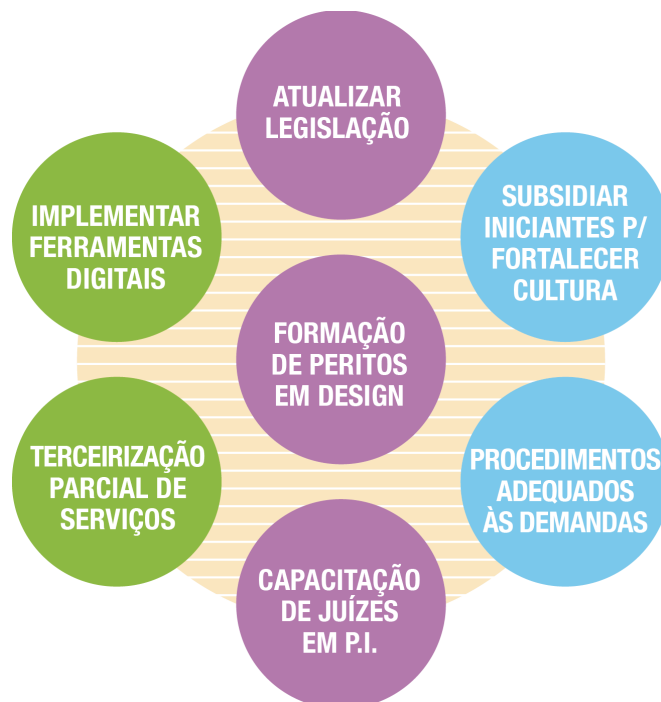 ATUALIZAR
LEGISLAÇÃO
IMPLEMENTAR
FERRAMENTAS
DIGITAIS
SUBSIDIAR
INICIANTES P/
FORTALECER
CULTURA
FORMAÇÃO
DE PERITOS
EM DESIGN
TERCEIRIZAÇÃO
PARCIAL DE
SERVIÇOS
PROCEDIMENTOS
ADEQUADOS
ÀS DEMANDAS
CAPACITAÇÃO
DE JUÍZES
EM P.I.